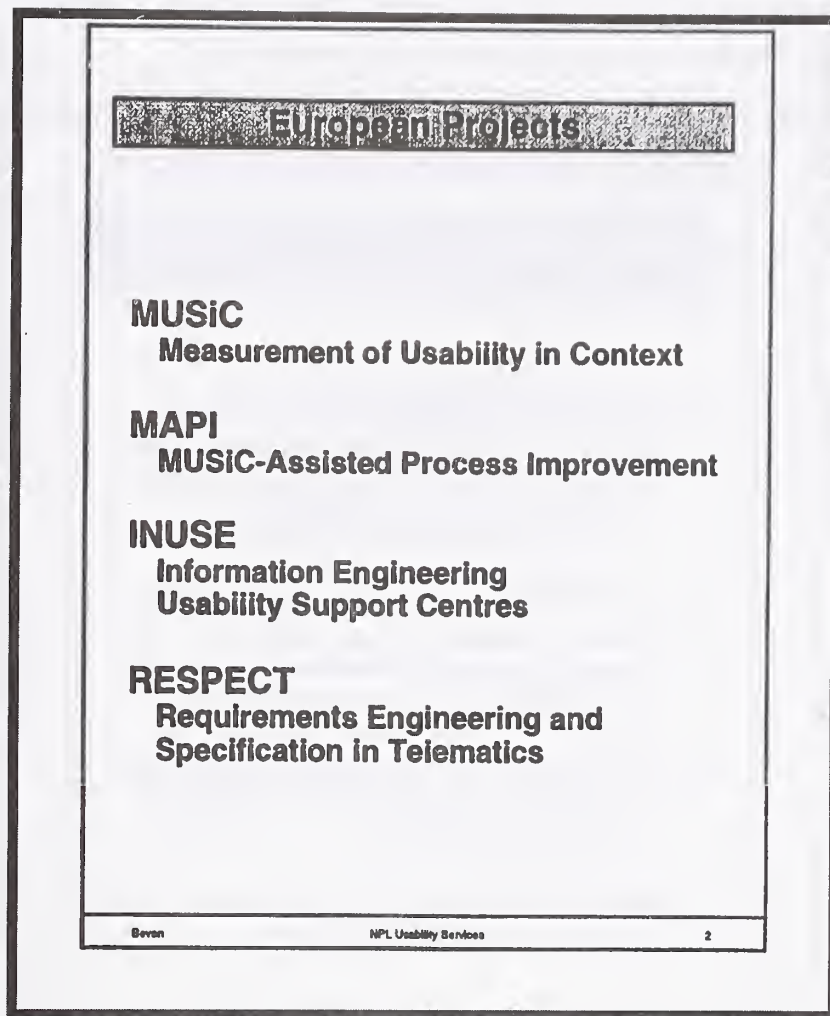 European Projects
MUSiC
Measurement of Usability in Context
MAPI
MUSiC-Assisted Process Improvement
INUSE
Information Engineering
Usability Support Centres
RESPECT
Requirements Engineering and
Specification in Telematics
Bevan NPL Usability Services 2